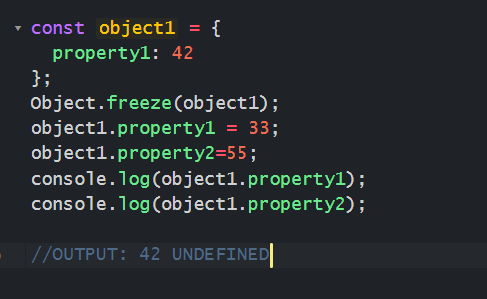 const object1 = {
  property1: 42
};
Object.freeze(object1);
object1.property1 = 33;
object1.property2=55;
console.log(object1.property1);
console.log(object1.property2);

//OUTPUT: 42 UNDEFINED